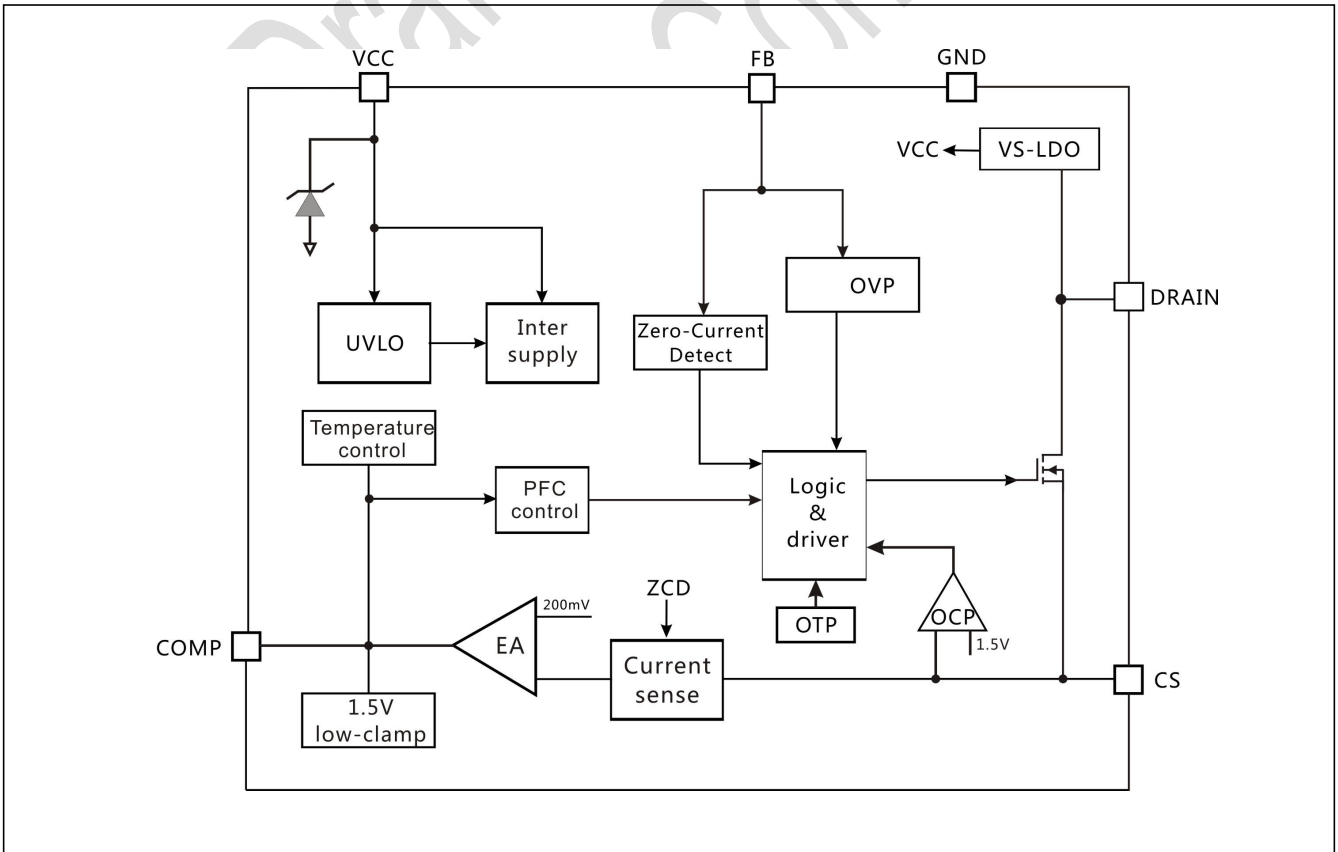 VCC
FB
GND
VCC
VS-LDO
OVP
DRAIN
UVLO
Inter
supply
Zero-Current
Detect
Temperature
control
PFC
control
Logic
&
driver
ZCD
200mV
EA
OTP
OCP
1.5V
COMP
Current
sense
CS
1.5V
low-clamp